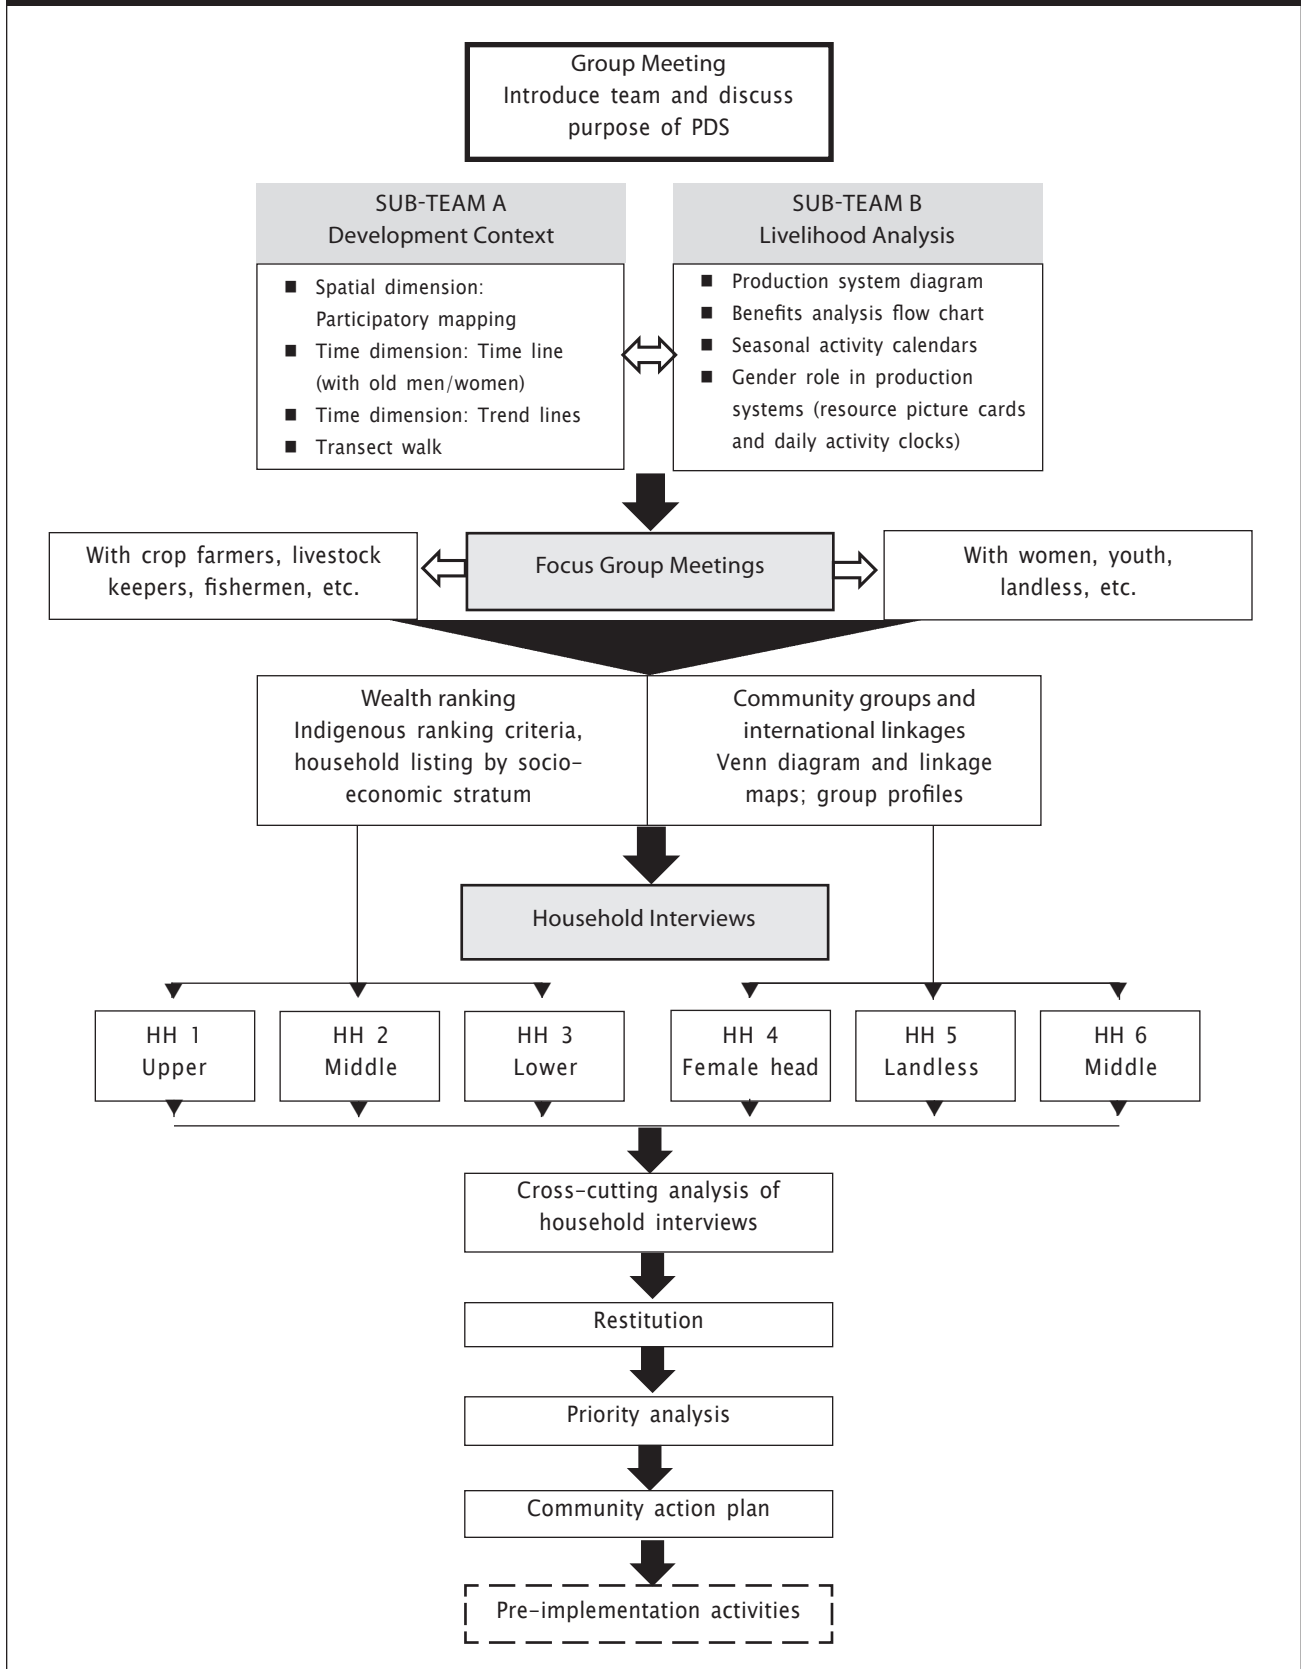 Group Meeting
Introduce team and discuss
purpose of PDS
SUB-TEAM A
Development Context
■ Spatial dimension:
Participatory mapping
■ Time dimension: Time line
(with old men/women)
■ Time dimension: Trend lines
■ Transect walk
SUB-TEAM B
Livelihood Analysis
■ Production system diagram
■ Benefits analysis flow chart
■ Seasonal activity calendars
■ Gender role in production
systems (resource picture cards
and daily activity clocks)
With crop farmers, livestock
keepers, fishermen, etc.
Focus Group Meetings
With women, youth,
landless, etc.
Wealth ranking
Indigenous ranking criteria,
household listing by socio-
economic stratum
Community groups and
international linkages
Venn diagram and linkage
maps; group profiles
Household Interviews
HH 1
Upper
HH 2
Middle
HH 3
Lower
HH 4
Female head
HH 5
Landless
HH 6
Middle
Cross-cutting analysis of
household interviews
Restitution
Priority analysis
Community action plan
Pre-implementation activities